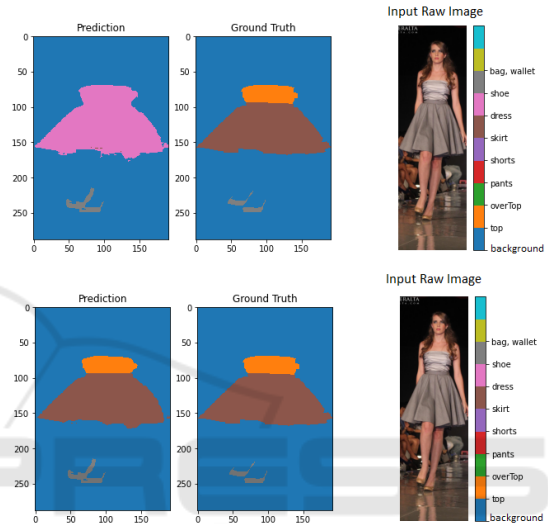 Input Raw Image
Prediction
Ground Truth
0
50
100
150
200
250
0
50
100
150
0
50
100
150
bag, wallet
shoe
dress
skirt
shorts
pants
overTop
top
background
Input Raw Image
Prediction
Ground Truth
0
50
100
150
200
250
0
50
100
150
0
50
100
150
bag, wallet
shoe
dress
skirt
shorts
pants
overTop
top
background